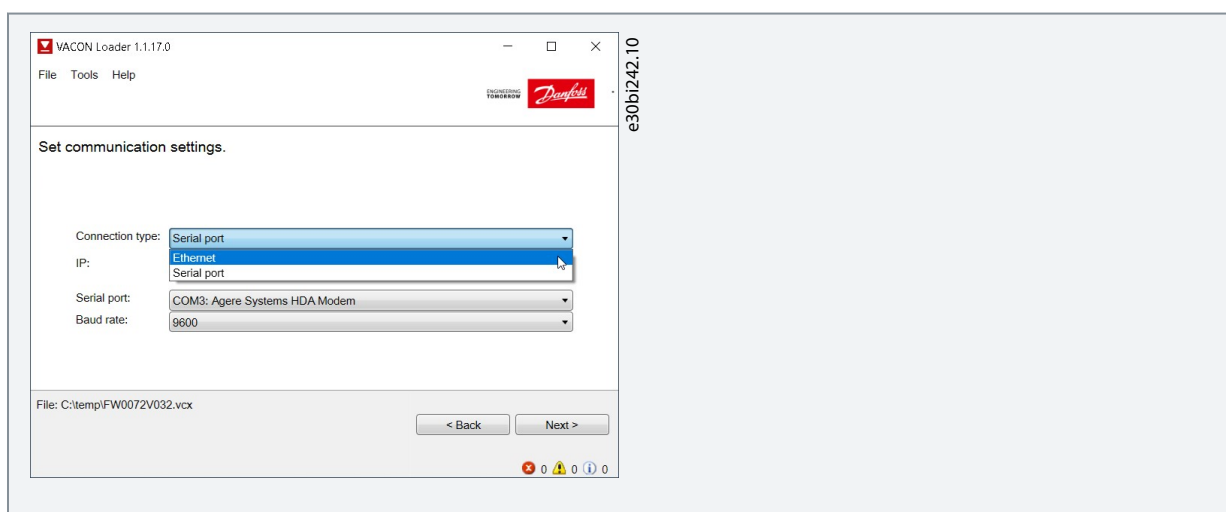 VACON Loader 1.1.17.0
File Tools Help
ENGINEERING
TOMORROW
Danfoss
Set communication settings.
Connection type: Serial port
Ethernet
IP:
Serial port
Serial port: COM3: Agere Systems HDA Modem
Baud rate: 9600
File: C:\temp\FW0072V032.vcx
< Back Next >
0 0 0
e30bi242.10